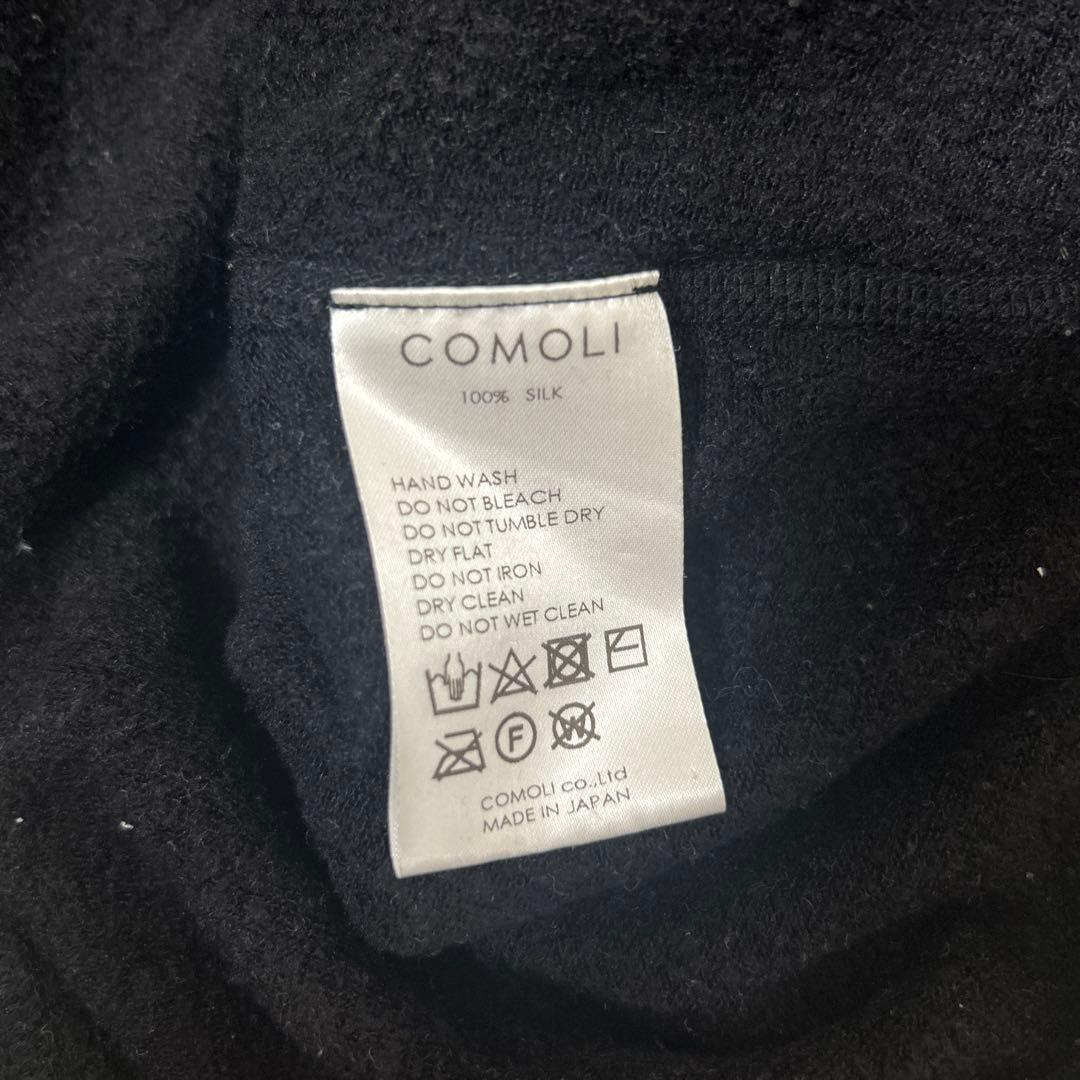 COMOLI
100% SILK
HAND WASH
DO NOT BLEACH
DO NOT TUMBLE DRY
DRY FLAT
DO NOT IRON
DRY CLEAN
DO NOT WET CLEAN
F W
COMOLI co.,Ltd
MADE IN JAPAN